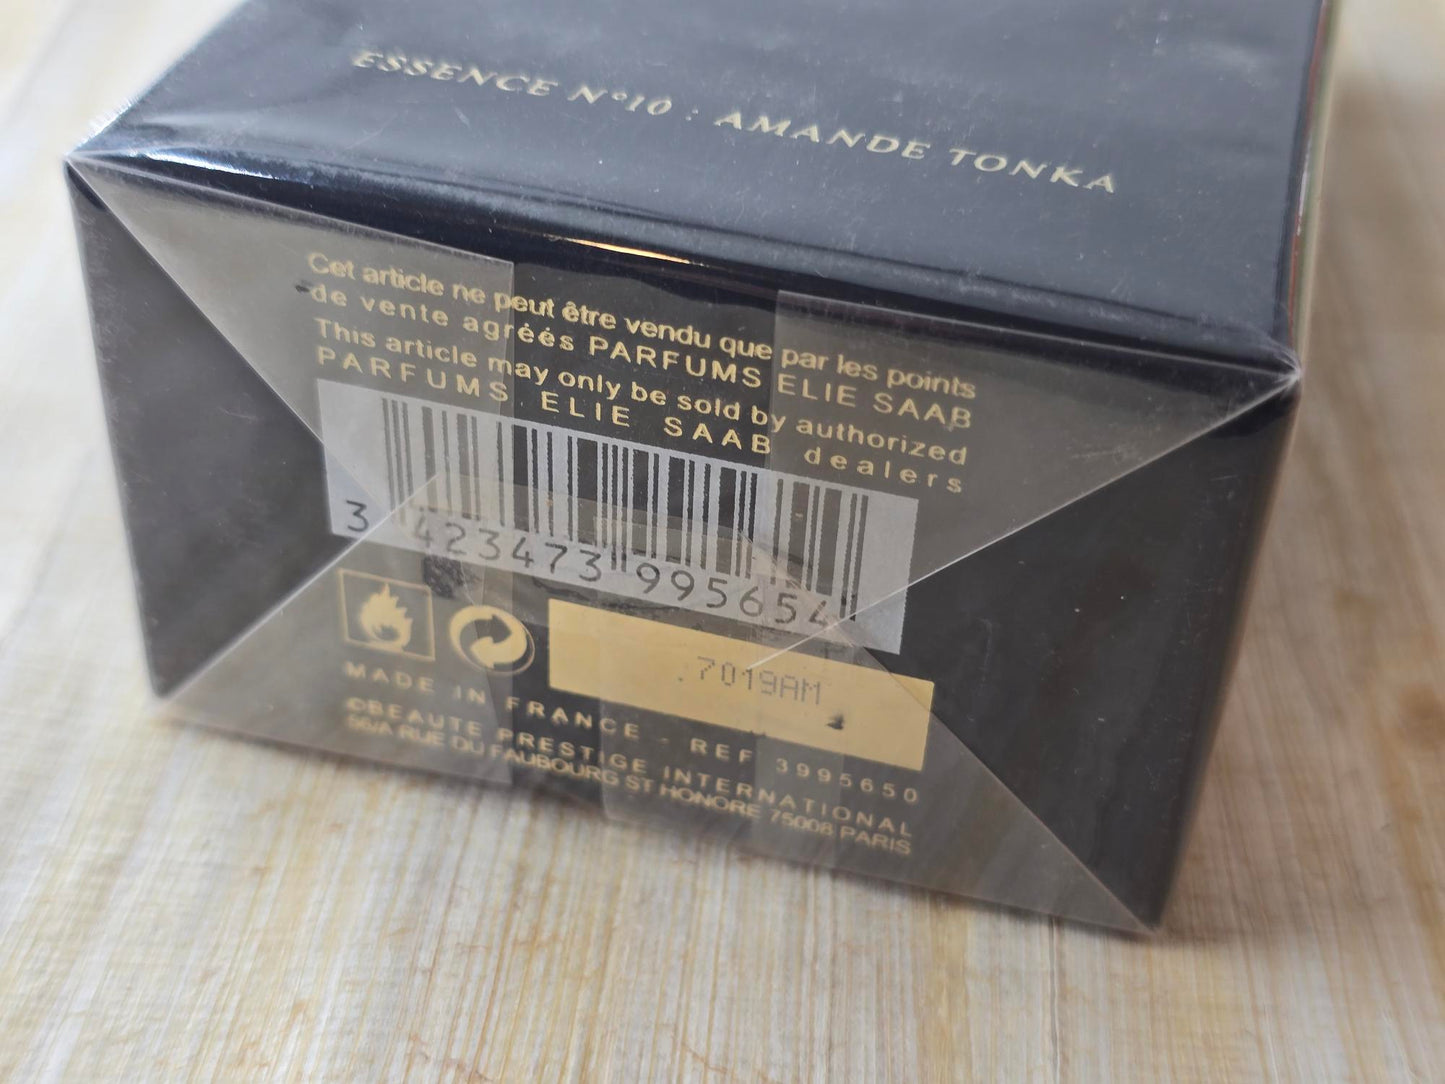 ESSENCE N°10 : AMANDE TONKA
Cet article ne peut être vendu que par les points
de vente agréés PARFUMS ELIE SAAB
This article may only be sold by authorized
PARFUMS ELIE SAAB dealers
3 423473 995654
7019AM
MADE IN FRANCE - REF 3995650
©BEAUTE PRESTIGE INTERNATIONAL
56/A RUE DU FAUBOURG ST HONORE 75008 PARIS